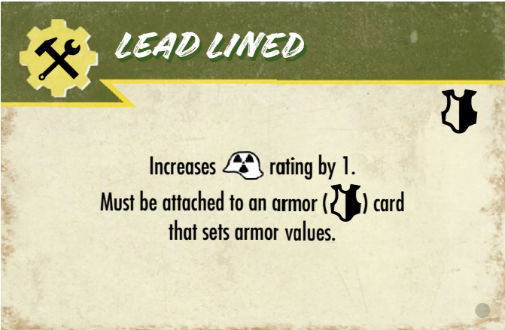 LEAD LINED
Increases rating by 1.
Must be attached to an armor ( ) card
that sets armor values.